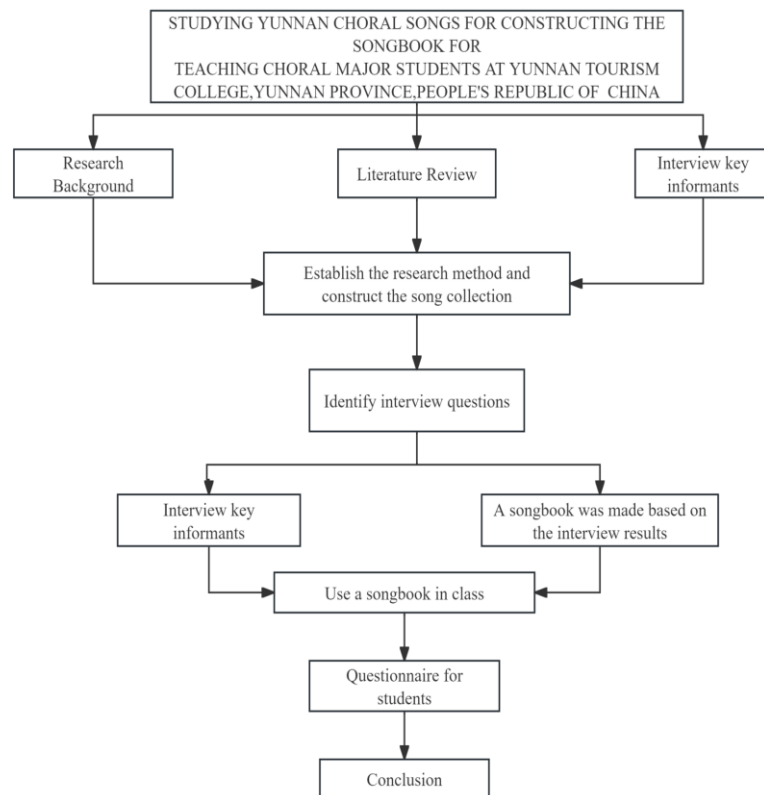 STUDYING YUNNAN CHORAL SONGS FOR CONSTRUCTING THE
SONGBOOK FOR
TEACHING CHORAL MAJOR STUDENTS AT YUNNAN TOURISM
COLLEGE,YUNNAN PROVINCE,PEOPLE'S REPUBLIC OF CHINA
Research
Background
Literature Review
Interview key
informants
Establish the research method and
construct the song collection
Identify interview questions
Interview key
informants
A songbook was made based on
the interview results
Use a songbook in class
Questionnaire for
students
Conclusion